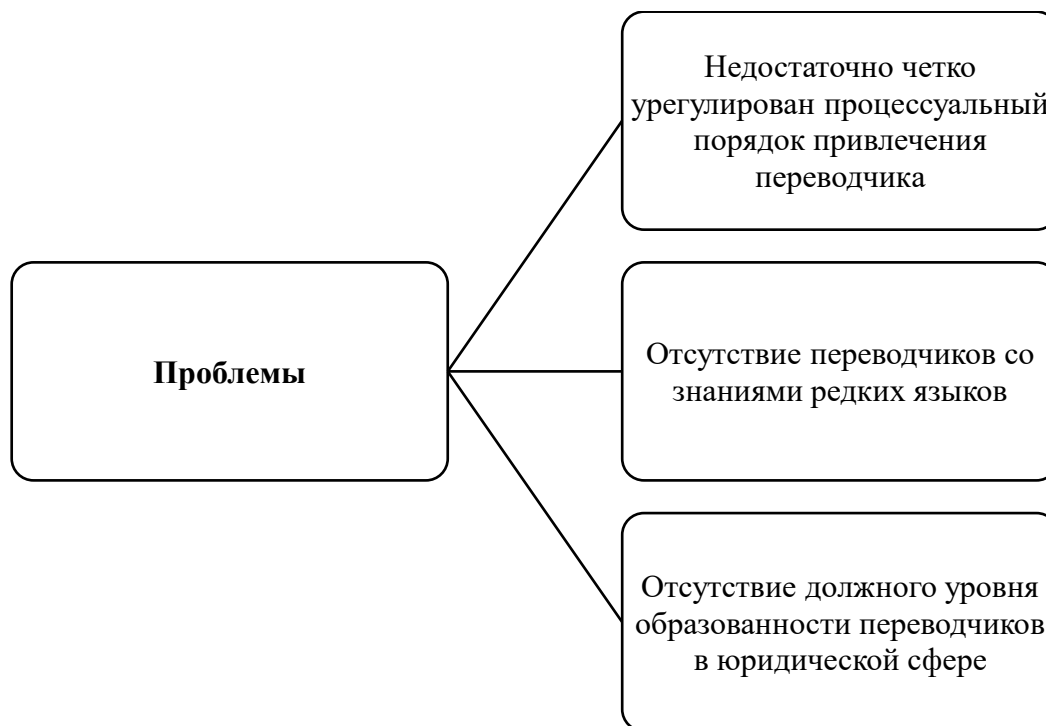 Проблемы
Недостаточно четко
урегулирован процессуальный
порядок привлечения
переводчика
Отсутствие переводчиков со
знаниями редких языков
Отсутствие должного уровня
образованности переводчиков
в юридической сфере